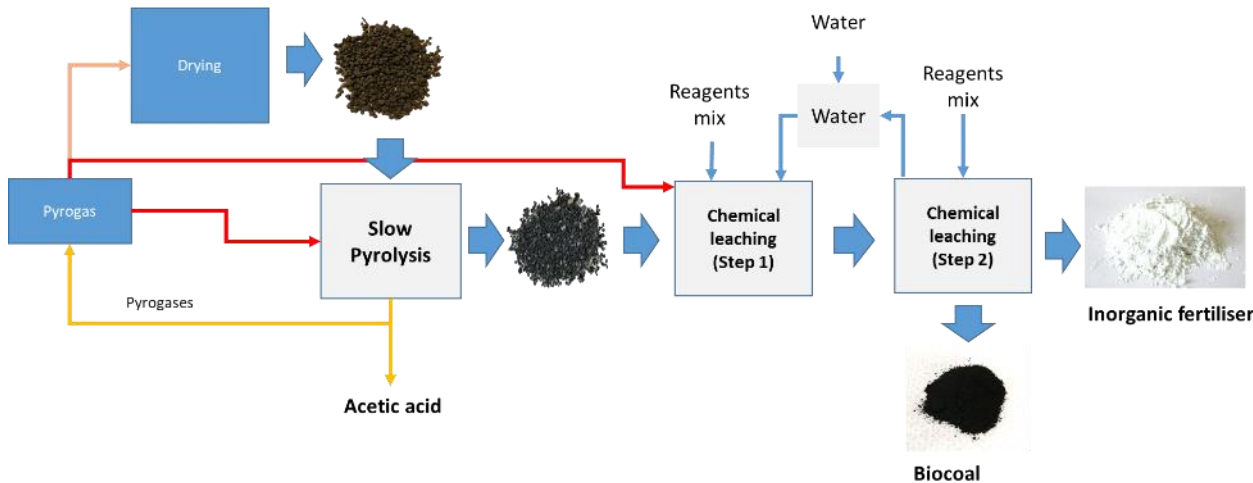 Water
Drying
Reagents
mix
Water
Reagents
mix
Pyrogas
Slow
Pyrolysis
Chemical
leaching
(Step 1)
Chemical
leaching
(Step 2)
Pyrogases
Inorganic fertiliser
Acetic acid
Biocoal